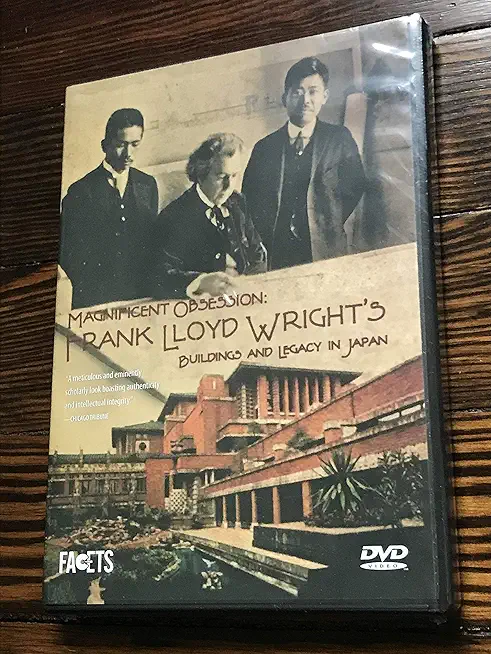 MAGNIFICENT OBSESSION:
FRANK LLOYD WRIGHT'S
BUILDINGS AND LEGACY IN JAPAN
"A meticulous and eminently
scholarly look boasting authenticity
and intellectual integrity."
—CHICAGO TRIBUNE
FACETS
DVD
VIDEO